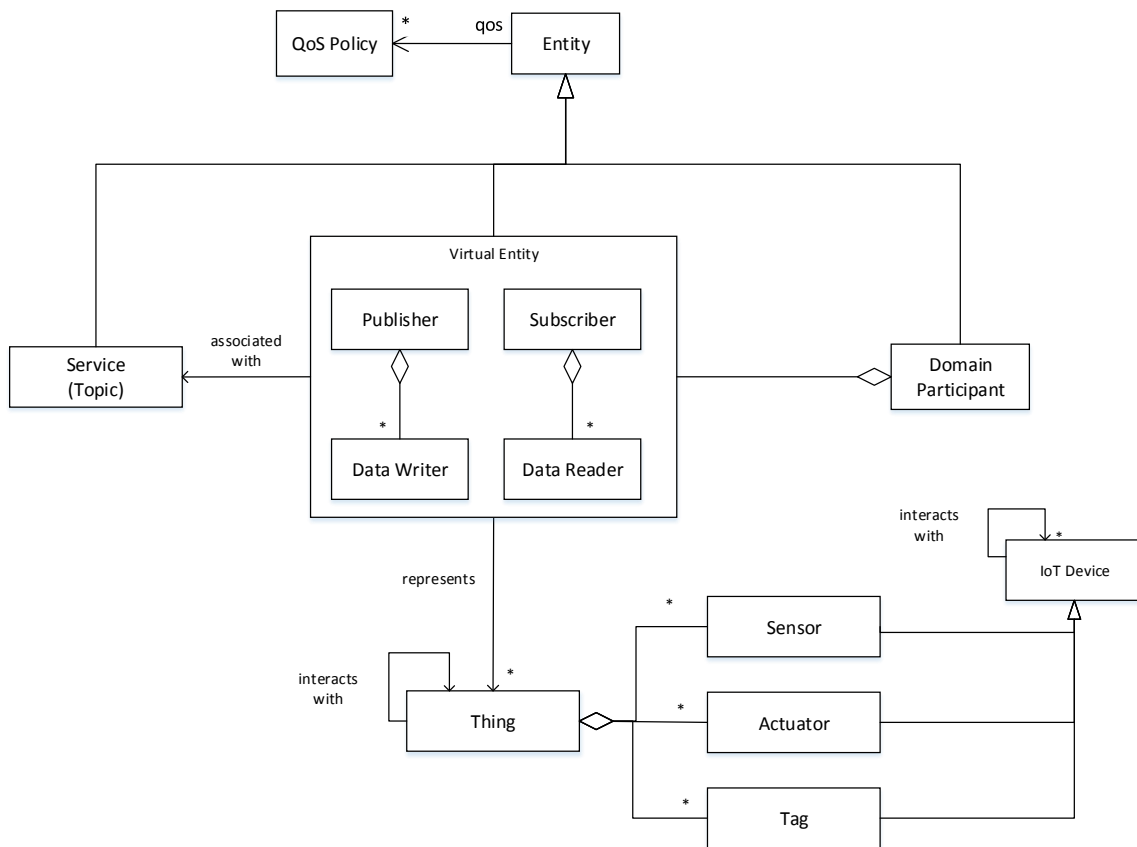 *
qos
QoS Policy
Entity
Virtual Entity
Publisher
Subscriber
associated
with
Service
(Topic)
Domain
Participant
*
*
Data Writer
Data Reader
interacts
with
*
IoT Device
represents
*
Sensor
interacts
with
*
Thing
*
Actuator
*
Tag